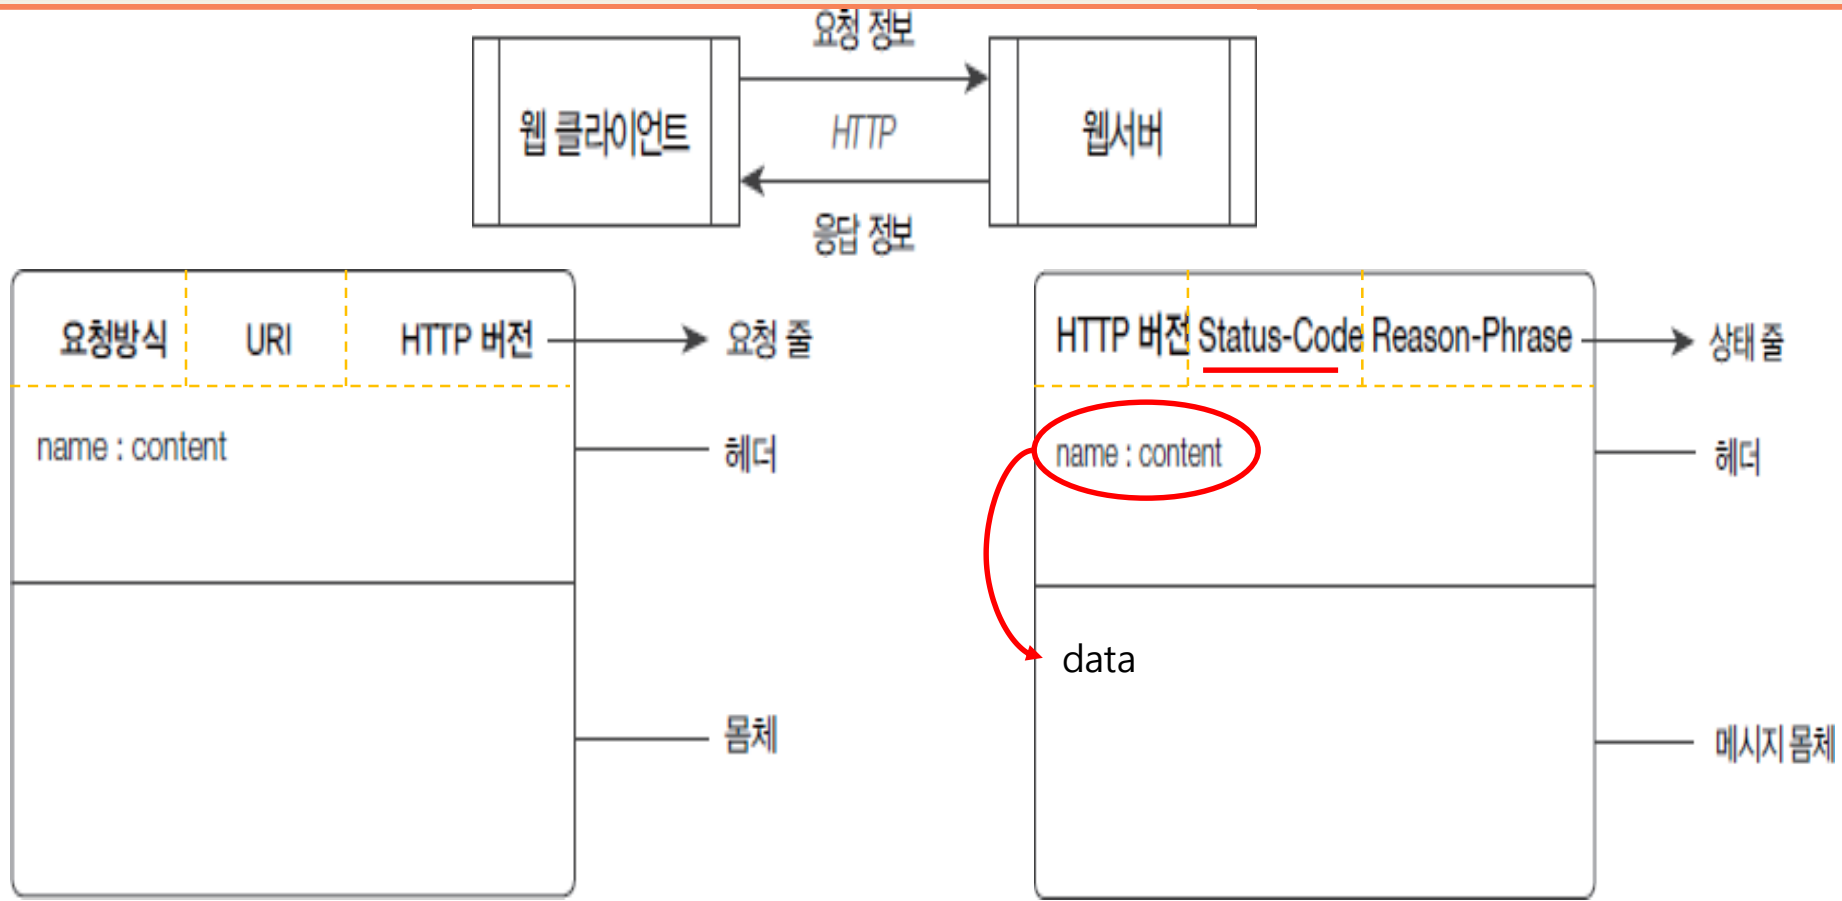 요청 정보
웹 클라이언트
HTTP
웹서버
응답 정보
요청방식 URI HTTP 버전 요청 줄
name : content 헤더
몸체
HTTP 버전 Status-Code Reason-Phrase 상태 줄
name : content 헤더
data
메시지 몸체